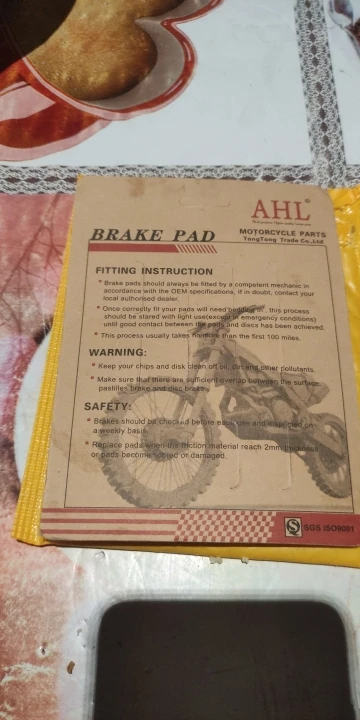 AHL®
BRAKE PAD
MOTORCYCLE PARTS
TongTong Trade Co.,Ltd
FITTING INSTRUCTION
* Brake pads should always be fitted by a competent mechanic in
accordance with the OEM specifications, if in doubt, contact your
local authorised dealer.
* Once correctly fit your pads will need bedding in, this process
should be stared with light use(except in emergency conditions)
until good contact between the pads and discs has been achieved.
* This process usually takes no more than the first 100 miles.
WARNING:
* Keep your chips and disk clean off oil, dirt and other pollutants.
* Make sure that there are sufficient overlap between the surface
pastilles brake and disc brakes.
SAFETY:
* Brakes should be checked before each use and inspected on
a weekly basis.
* Replace pads when the friction material reach 2mm thickness
or pads become or damaged.
SGS ISO9001